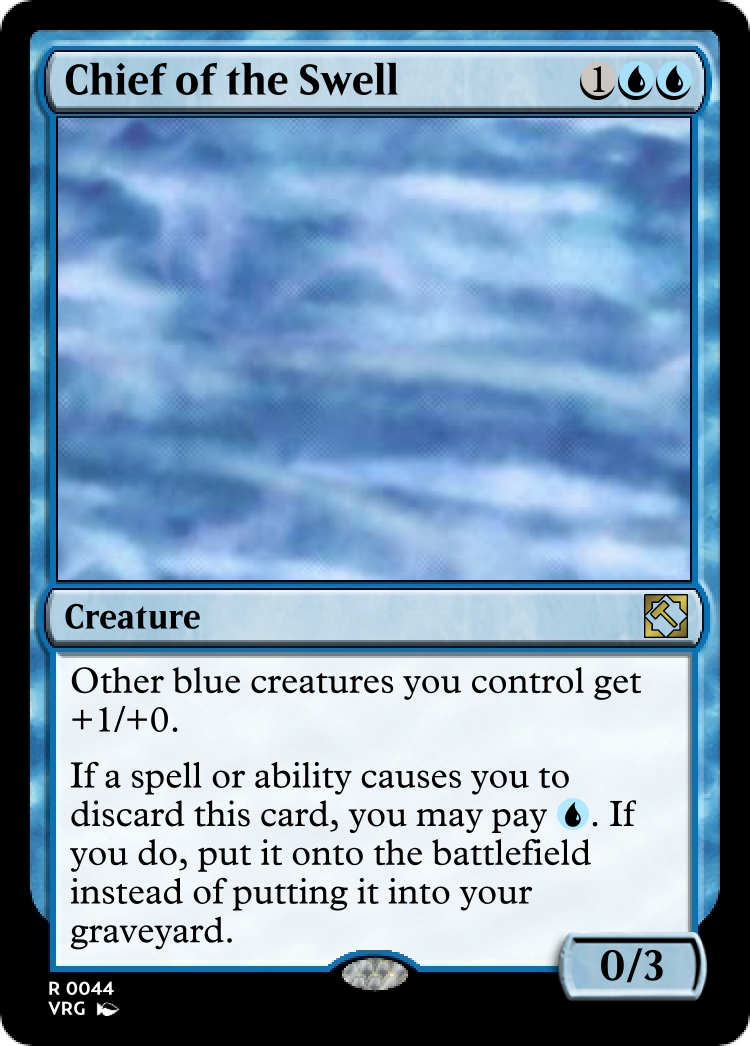 Chief of the Swell 1
Creature
Other blue creatures you control get
+1/+0.
If a spell or ability causes you to
discard this card, you may pay . If
you do, put it onto the battlefield
instead of putting it into your
graveyard.
0/3
R 0044
VRG